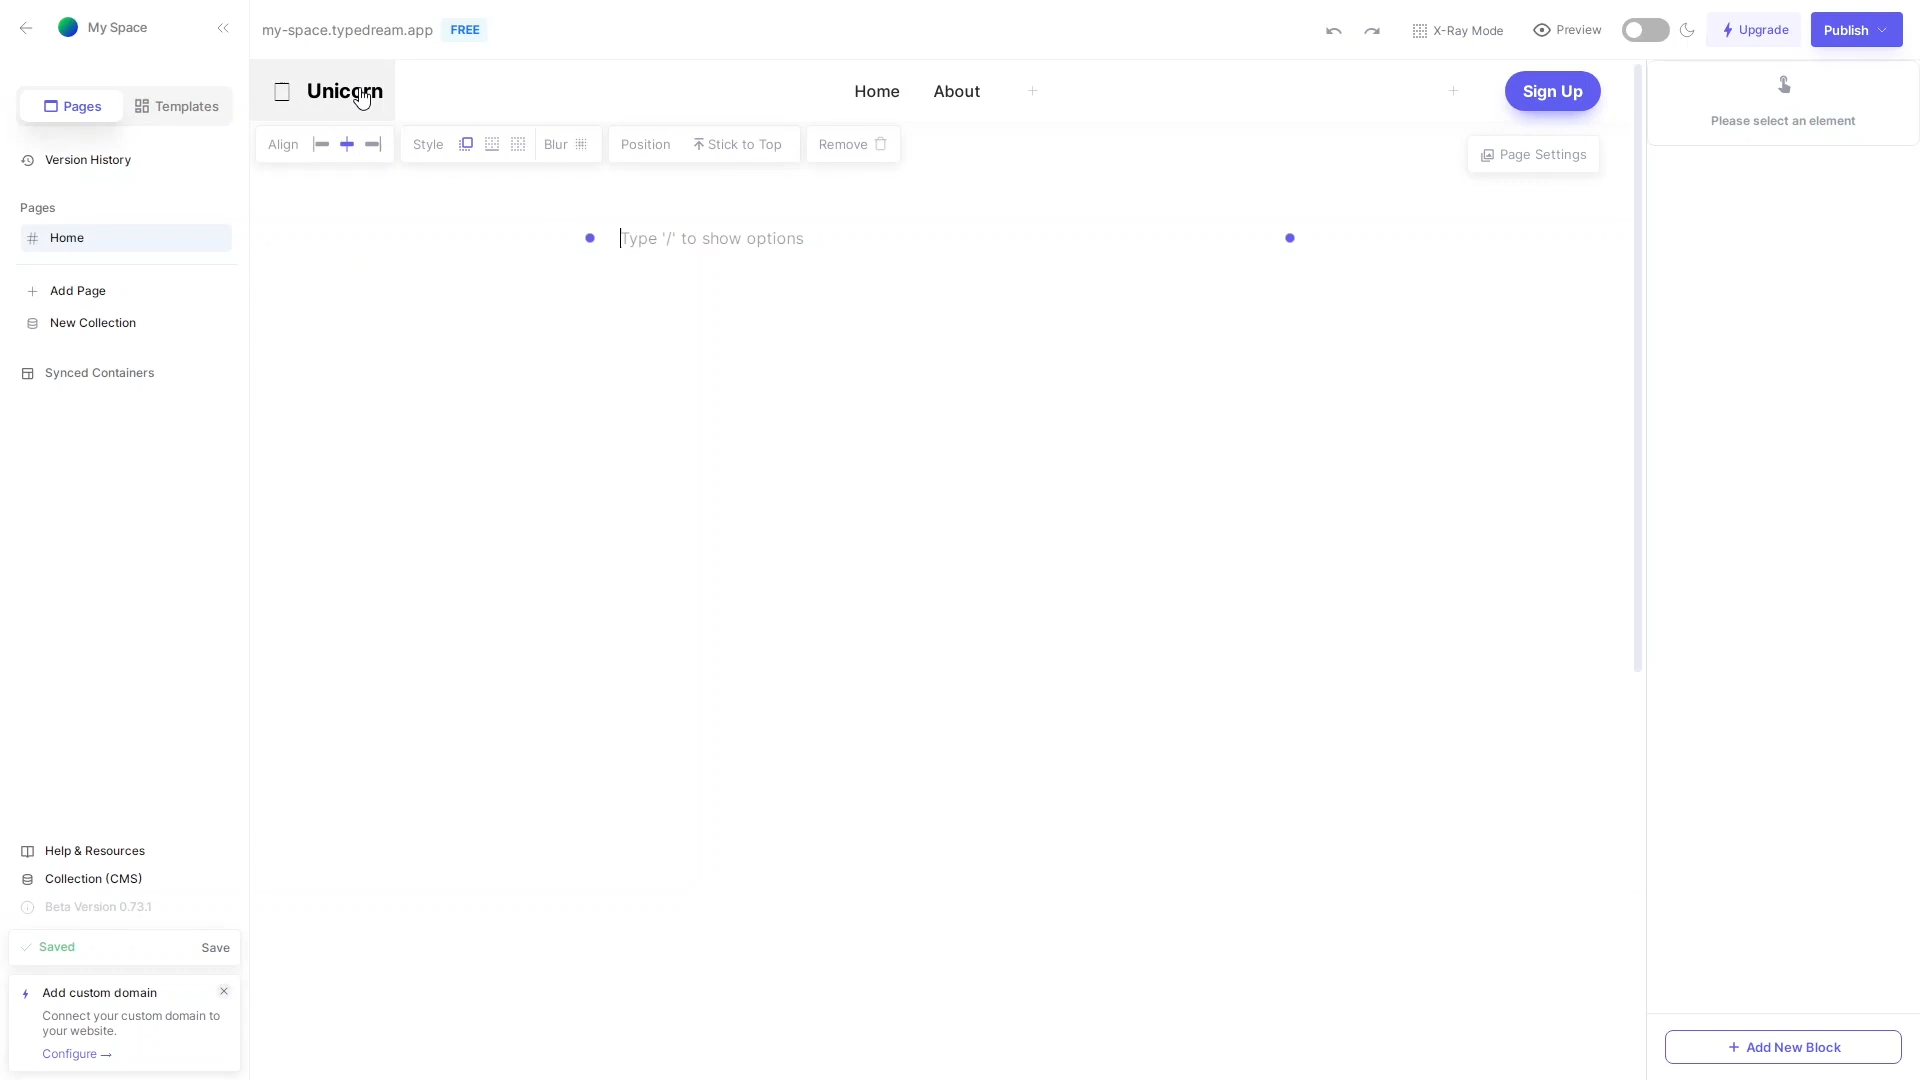 My Space
my-space.typedream.app
FREE
X-Ray Mode
Preview
Upgrade
Publish
Pages
Templates
Version History
Pages
Home
Add Page
New Collection
Synced Containers
Help & Resources
Collection (CMS)
Beta Version 0.73.1
Saved
Save
Add custom domain
Connect your custom domain to
your website.
Configure →
Unicorn
Home
About
Sign Up
Align
Style
Blur
Position
Stick to Top
Remove
Page Settings
Type '/' to show options
Please select an element
Add New Block